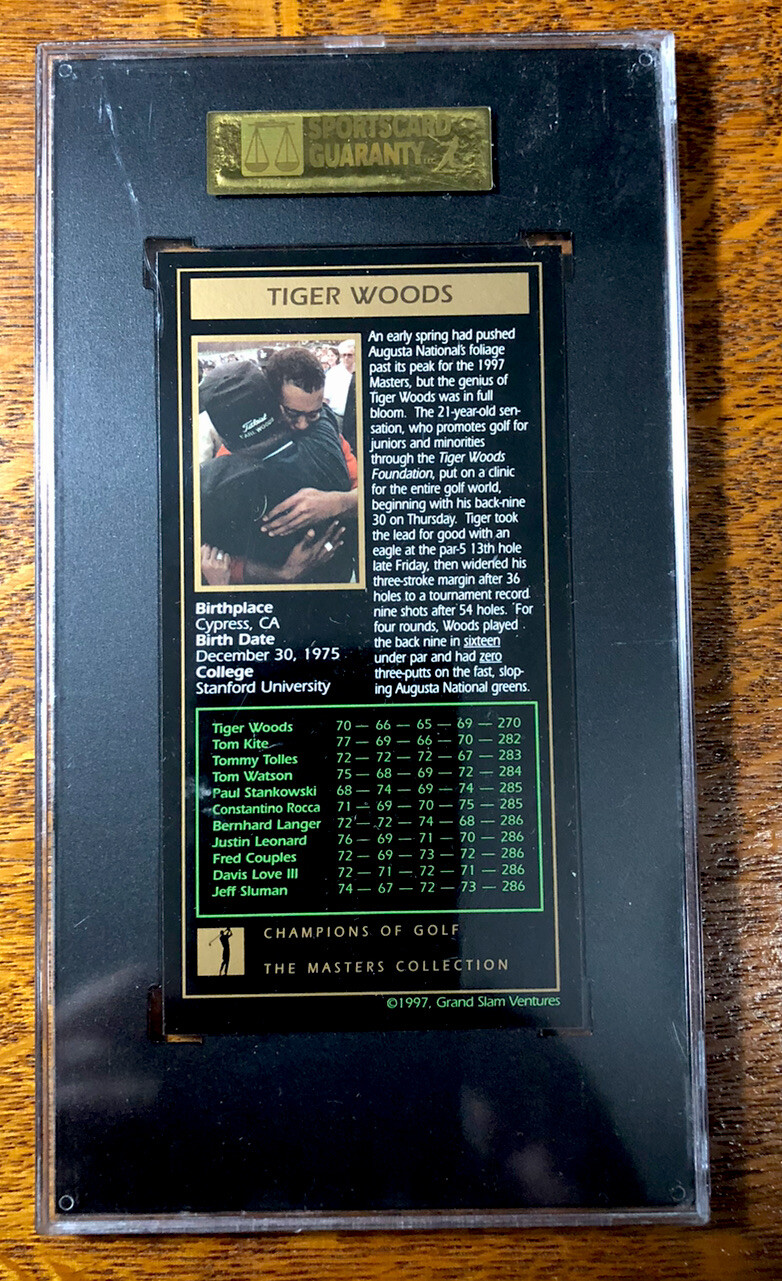 SPORTSCARD
GUARANTY
TIGER WOODS
Titleist
An early spring had pushed
Augusta National's foliage
past its peak for the 1997
Masters, but the genius of
Tiger Woods was in full
bloom. The 21-year-old sen-
sation, who promotes golf for
juniors and minorities
through the Tiger Woods
Foundation, put on a clinic
for the entire golf world,
beginning with his back-nine
30 on Thursday. Tiger took
the lead for good with an
eagle at the par-5 13th hole
late Friday, then widened his
three-stroke margin after 36
holes to a tournament record
nine shots after 54 holes. For
four rounds, Woods played
the back nine in sixteen
under par and had zero
three-putts on the fast, slop-
ing Augusta National greens.
Birthplace
Cypress, CA
Birth Date
December 30, 1975
College
Stanford University
Tiger Woods 70 — 66 — 65 — 69 — 270
Tom Kite 77 — 69 — 66 — 70 — 282
Tommy Tolles 72 — 72 — 72 — 67 — 283
Tom Watson 75 — 68 — 69 — 72 — 284
Paul Stankowski 68 — 74 — 69 — 74 — 285
Constantino Rocca 71 — 69 — 70 — 75 — 285
Bernhard Langer 72 — 72 — 74 — 68 — 286
Justin Leonard 76 — 69 — 71 — 70 — 286
Fred Couples 72 — 69 — 73 — 72 — 286
Davis Love III 72 — 71 — 72 — 71 — 286
Jeff Sluman 74 — 67 — 72 — 73 — 286
CHAMPIONS OF GOLF
THE MASTERS COLLECTION
©1997, Grand Slam Ventures